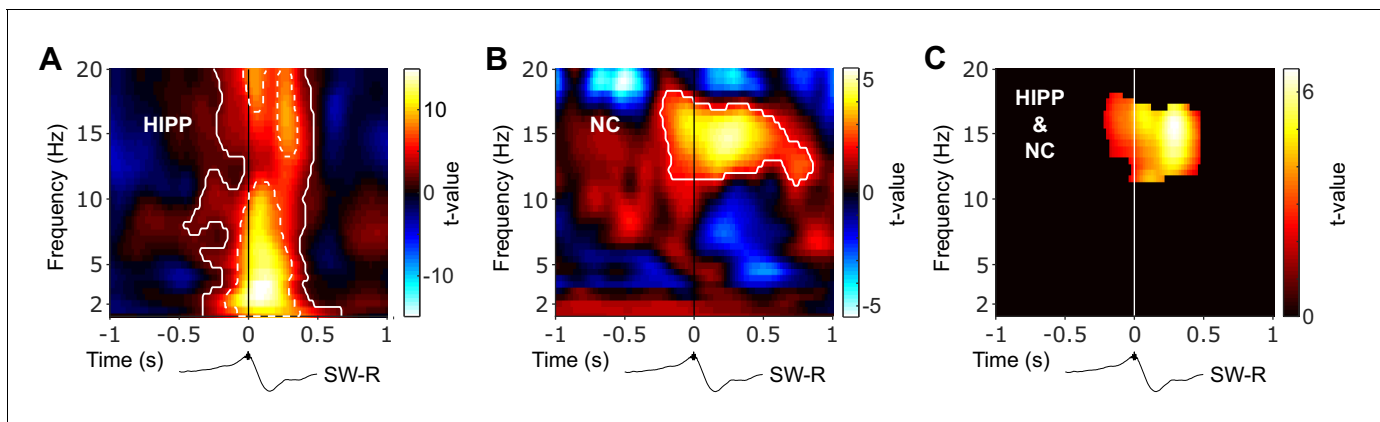 A
Frequency (Hz)
20
15
10
5
2
HIPP
-1 -0.5 0 0.5 1
Time (s)
SW-R
10
0
-10
t-value
B
Frequency (Hz)
20
15
10
5
2
NC
-1 -0.5 0 0.5 1
Time (s)
SW-R
5
0
-5
t-value
C
Frequency (Hz)
20
15
10
5
2
HIPP
&
NC
-1 -0.5 0 0.5 1
Time (s)
SW-R
6
0
t-value